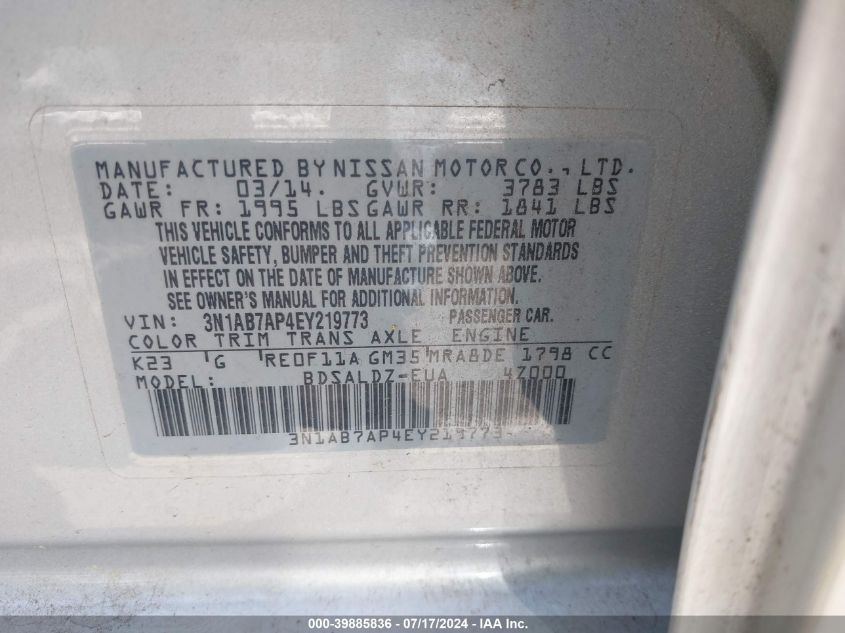 MANUFACTURED BY NISSAN MOTOR CO., LTD.
DATE: 03/14. GVWR: 3783 LBS
GAWR FR: 1995 LBS GAWR RR: 1841 LBS
THIS VEHICLE CONFORMS TO ALL APPLICABLE FEDERAL MOTOR
VEHICLE SAFETY, BUMPER AND THEFT PREVENTION STANDARDS
IN EFFECT ON THE DATE OF MANUFACTURE SHOWN ABOVE.
SEE OWNER'S MANUAL FOR ADDITIONAL INFORMATION.
VIN: 3N1AB7AP4EY219773 PASSENGER CAR.
COLOR TRIM TRANS AXLE ENGINE
K23 G RE0F11A GM35 MRA8DE 1798 CC
MODEL: BDSALDZ-EUA 47000
3N1AB7AP4EY219773
000-39885836 - 07/17/2024 - IAA Inc.